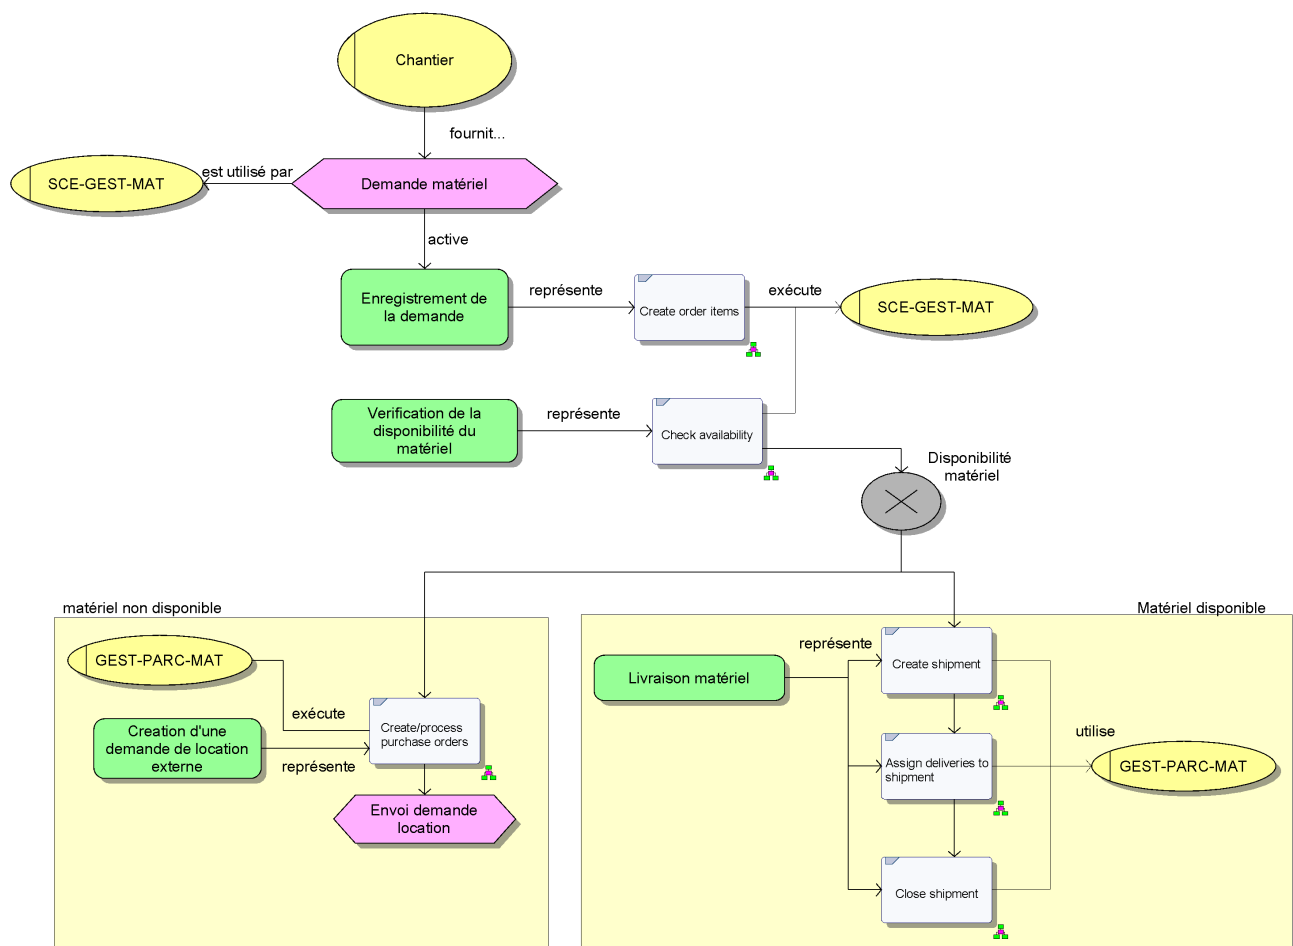 Chantier
fournit...
est utilisé par
SCE-GEST-MAT
Demande matériel
active
Enregistrement de
la demande
représente
Create order items
exécute
SCE-GEST-MAT
Verification de la
disponibilité du
matériel
représente
Check availability
Disponibilité
matériel
matériel non disponible
GEST-PARC-MAT
exécute
Creation d'une
demande de location
externe
représente
Create/process
purchase orders
Envoi demande
location
Matériel disponible
représente
Livraison matériel
Create shipment
utilise
Assign deliveries to
shipment
GEST-PARC-MAT
Close shipment